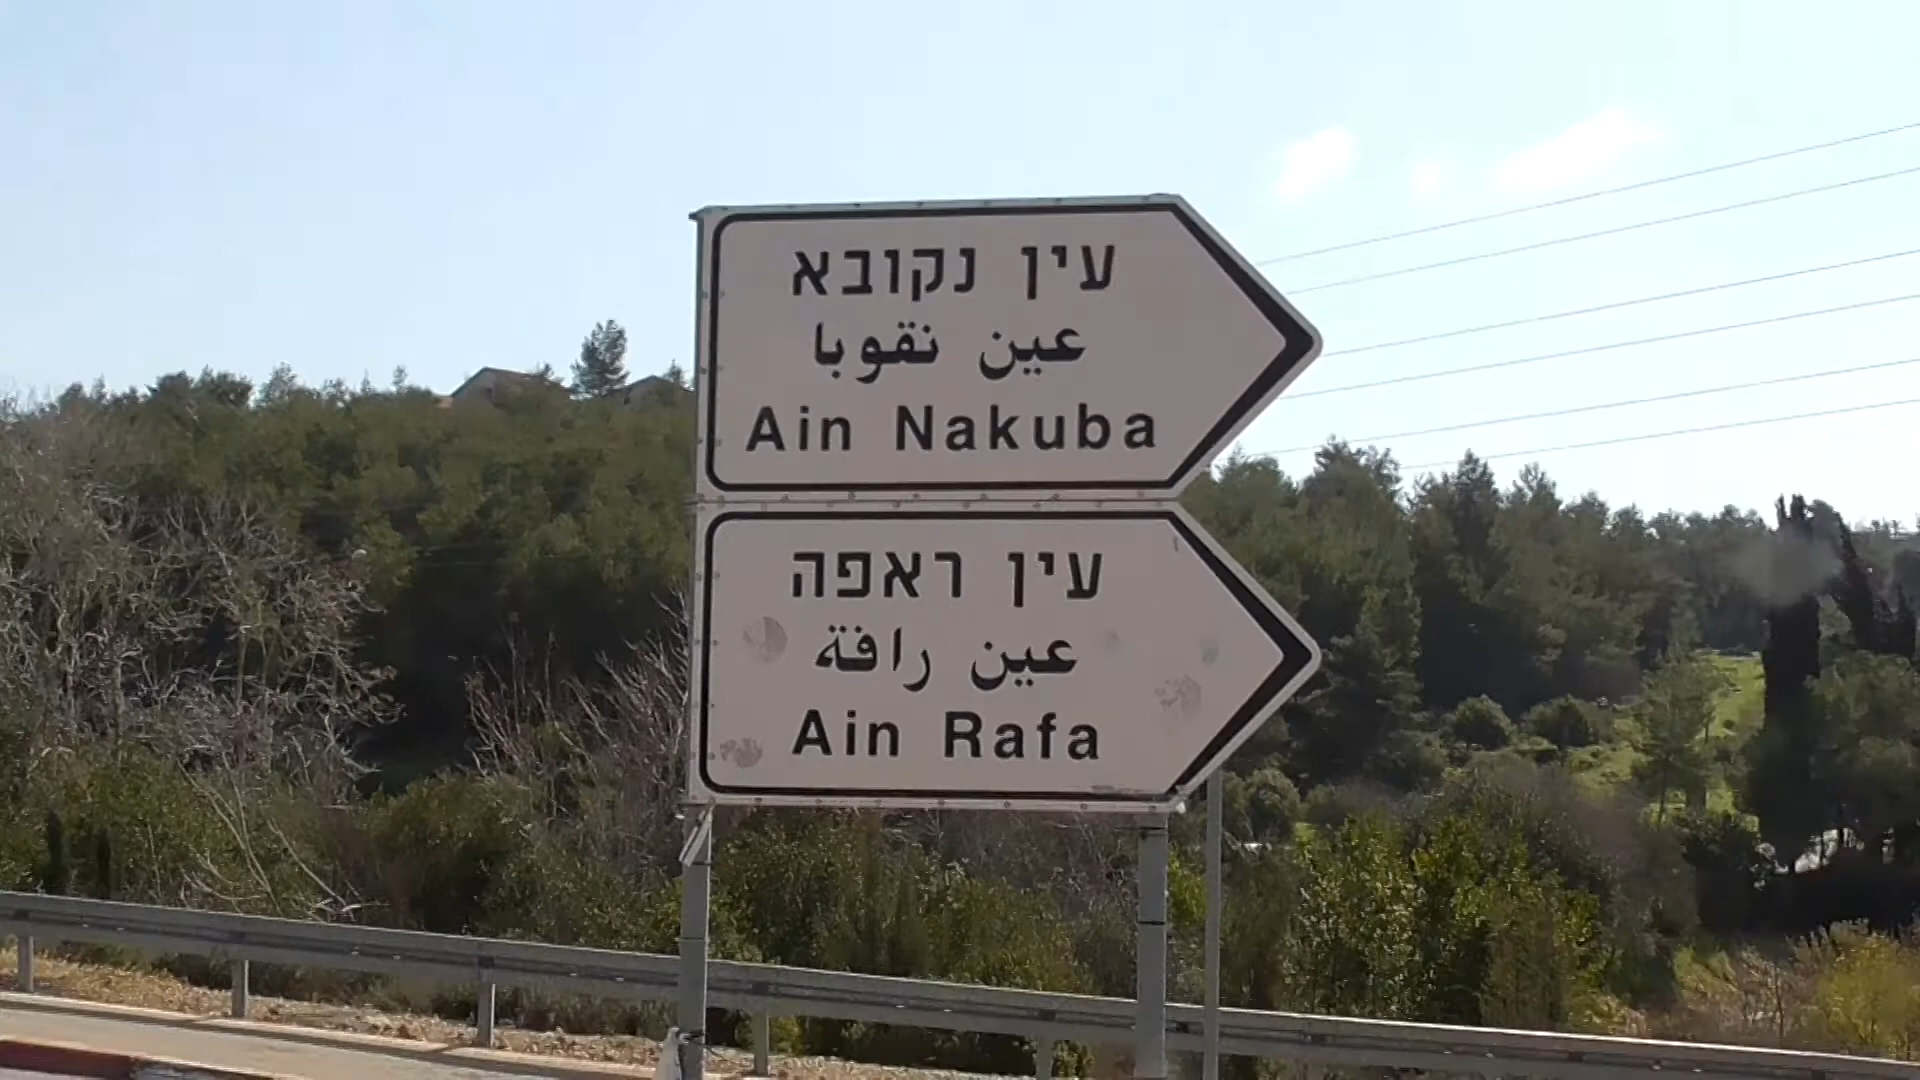 עין נקובא
عين نقوبا
Ain Nakuba
עין ראפה
عين رافة
Ain Rafa